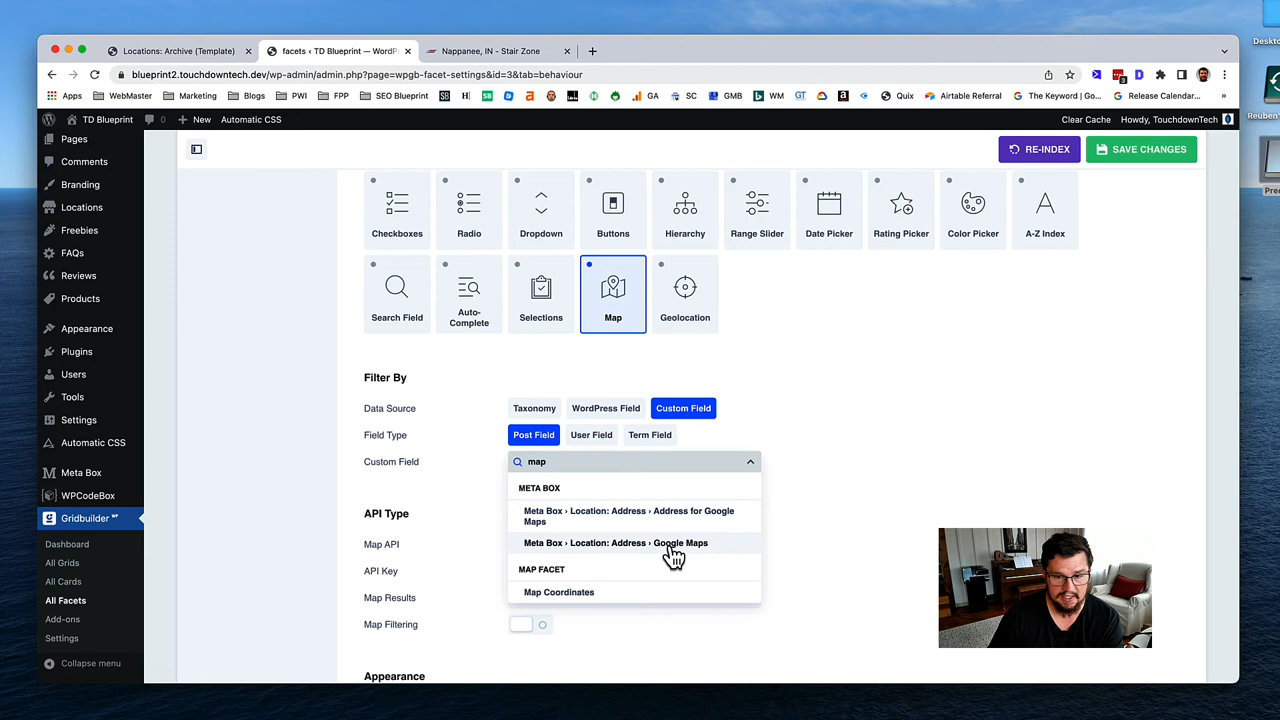 Locations: Archive (Template)
facets ‹ TD Blueprint — WordPr
Nappanee, IN - Stair Zone
Deskto
blueprint2.touchdowntech.dev/wp-admin/admin.php?page=wpgb-facet-settings&id=3&tab=behaviour
Apps WebMaster Marketing Blogs PWI FPP SEO Blueprint GA SC GMB WM Quix Airtable Referral The Keyword | Go... Release Calendar... »
TD Blueprint 0 New Automatic CSS Clear Cache Howdy, TouchdownTech
Reuben'
Pages
Comments
Branding
Locations
Freebies
FAQs
Reviews
Products
Appearance
Plugins
Users
Tools
Settings
Automatic CSS
Meta Box
WPCodeBox
Gridbuilder WP
Dashboard
All Grids
All Cards
All Facets
Add-ons
Settings
Collapse menu
RE-INDEX SAVE CHANGES
Checkboxes Radio Dropdown Buttons Hierarchy Range Slider Date Picker Rating Picker Color Picker A-Z Index
Search Field Auto-Complete Selections Map Geolocation
Filter By
Data Source Taxonomy WordPress Field Custom Field
Field Type Post Field User Field Term Field
Custom Field map
META BOX
Meta Box › Location: Address › Address for Google
Maps
Meta Box › Location: Address › Google Maps
MAP FACET
Map Coordinates
API Type
Map API
API Key
Map Results
Map Filtering
Appearance